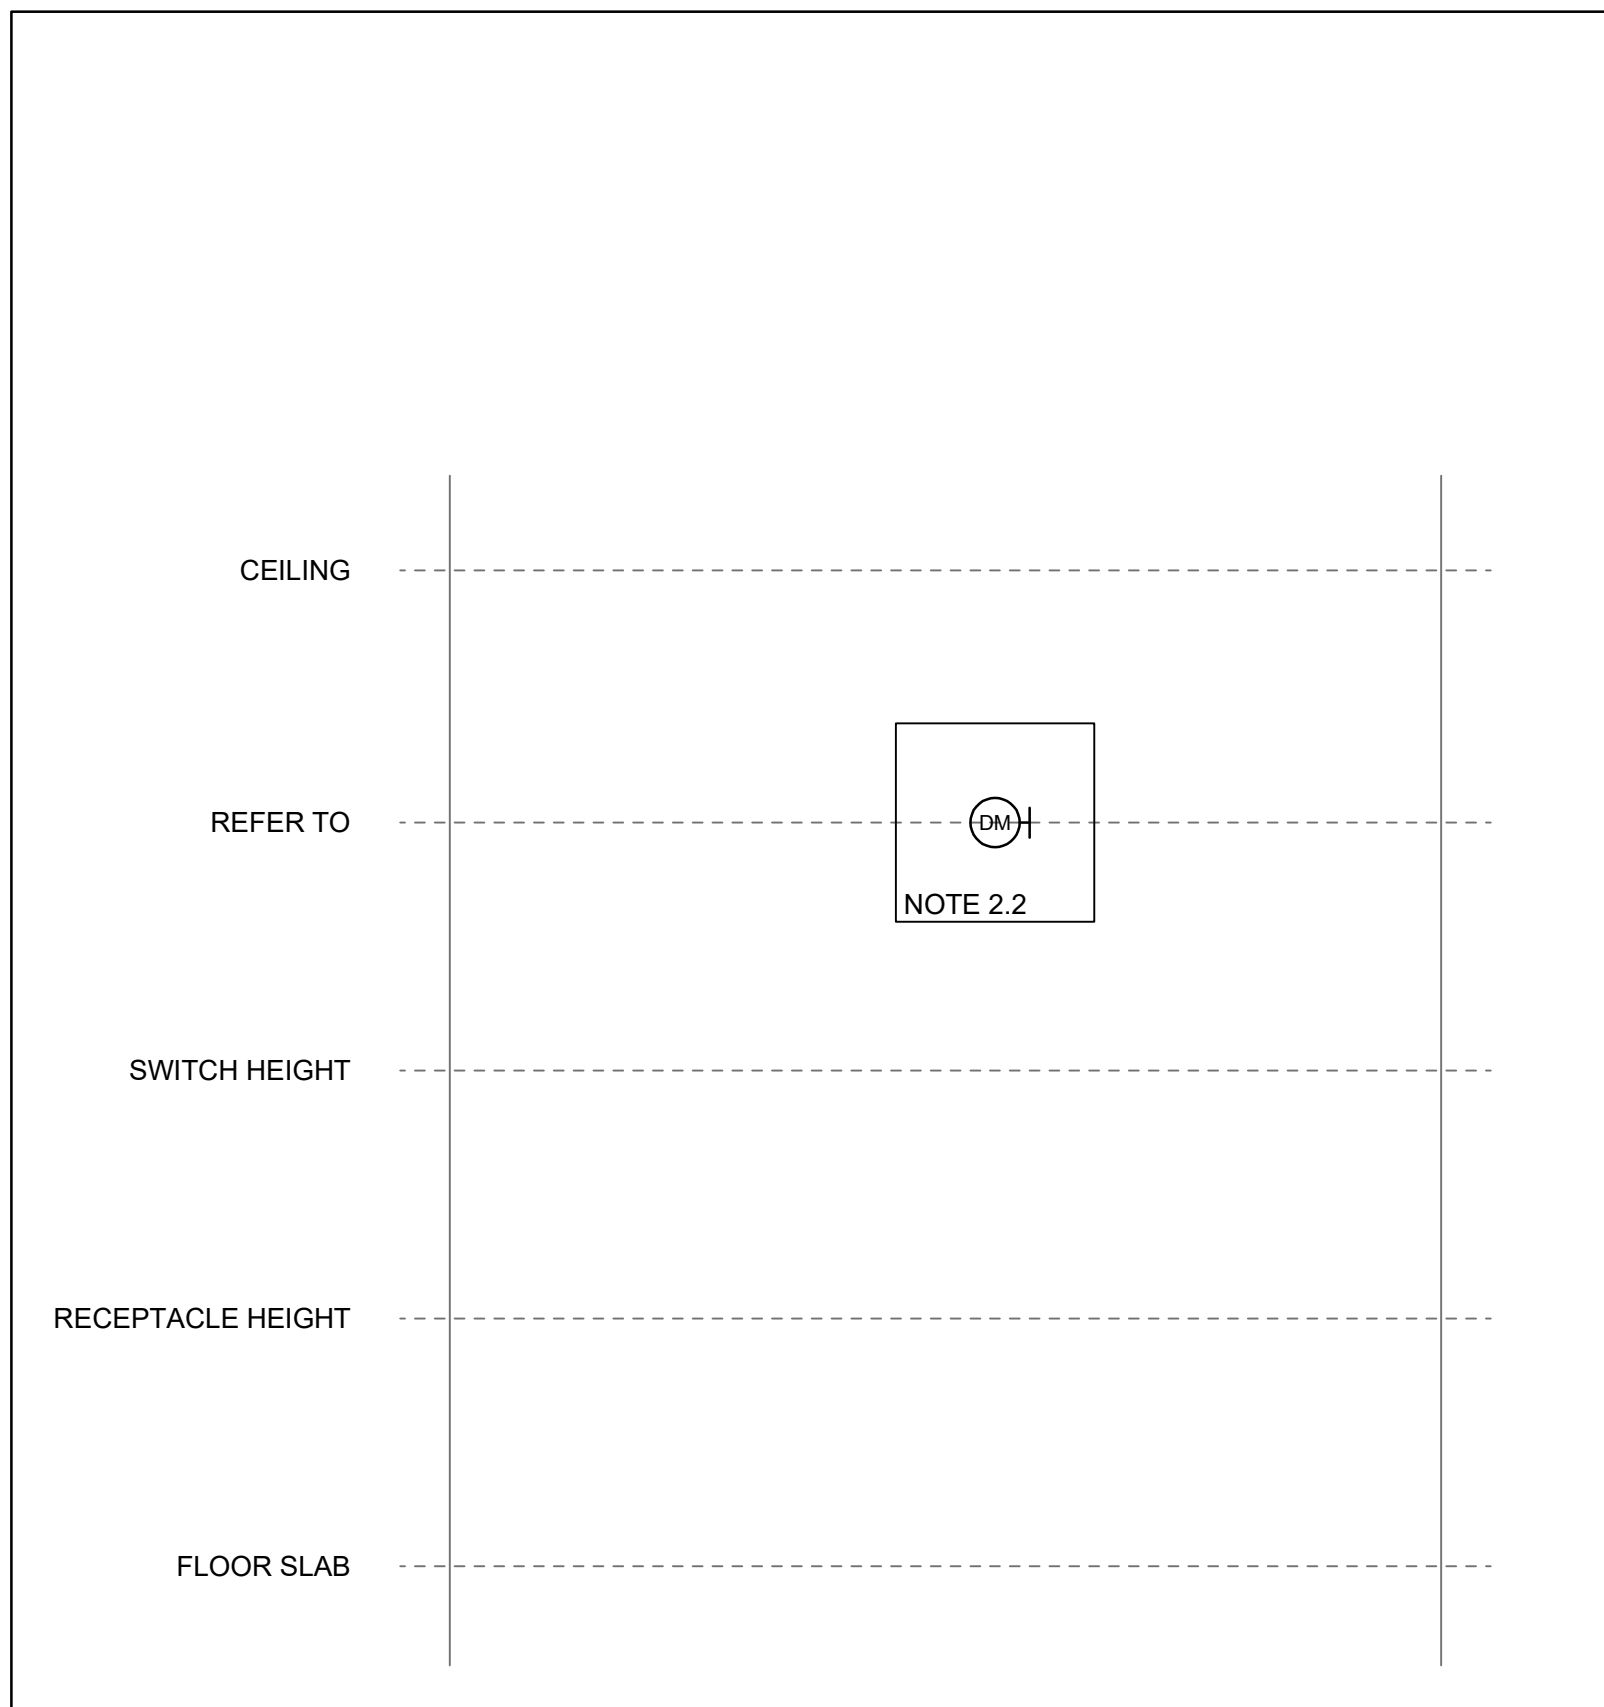 CEILING
REFER TO
DM
NOTE 2.2
SWITCH HEIGHT
RECEPTACLE HEIGHT
FLOOR SLAB